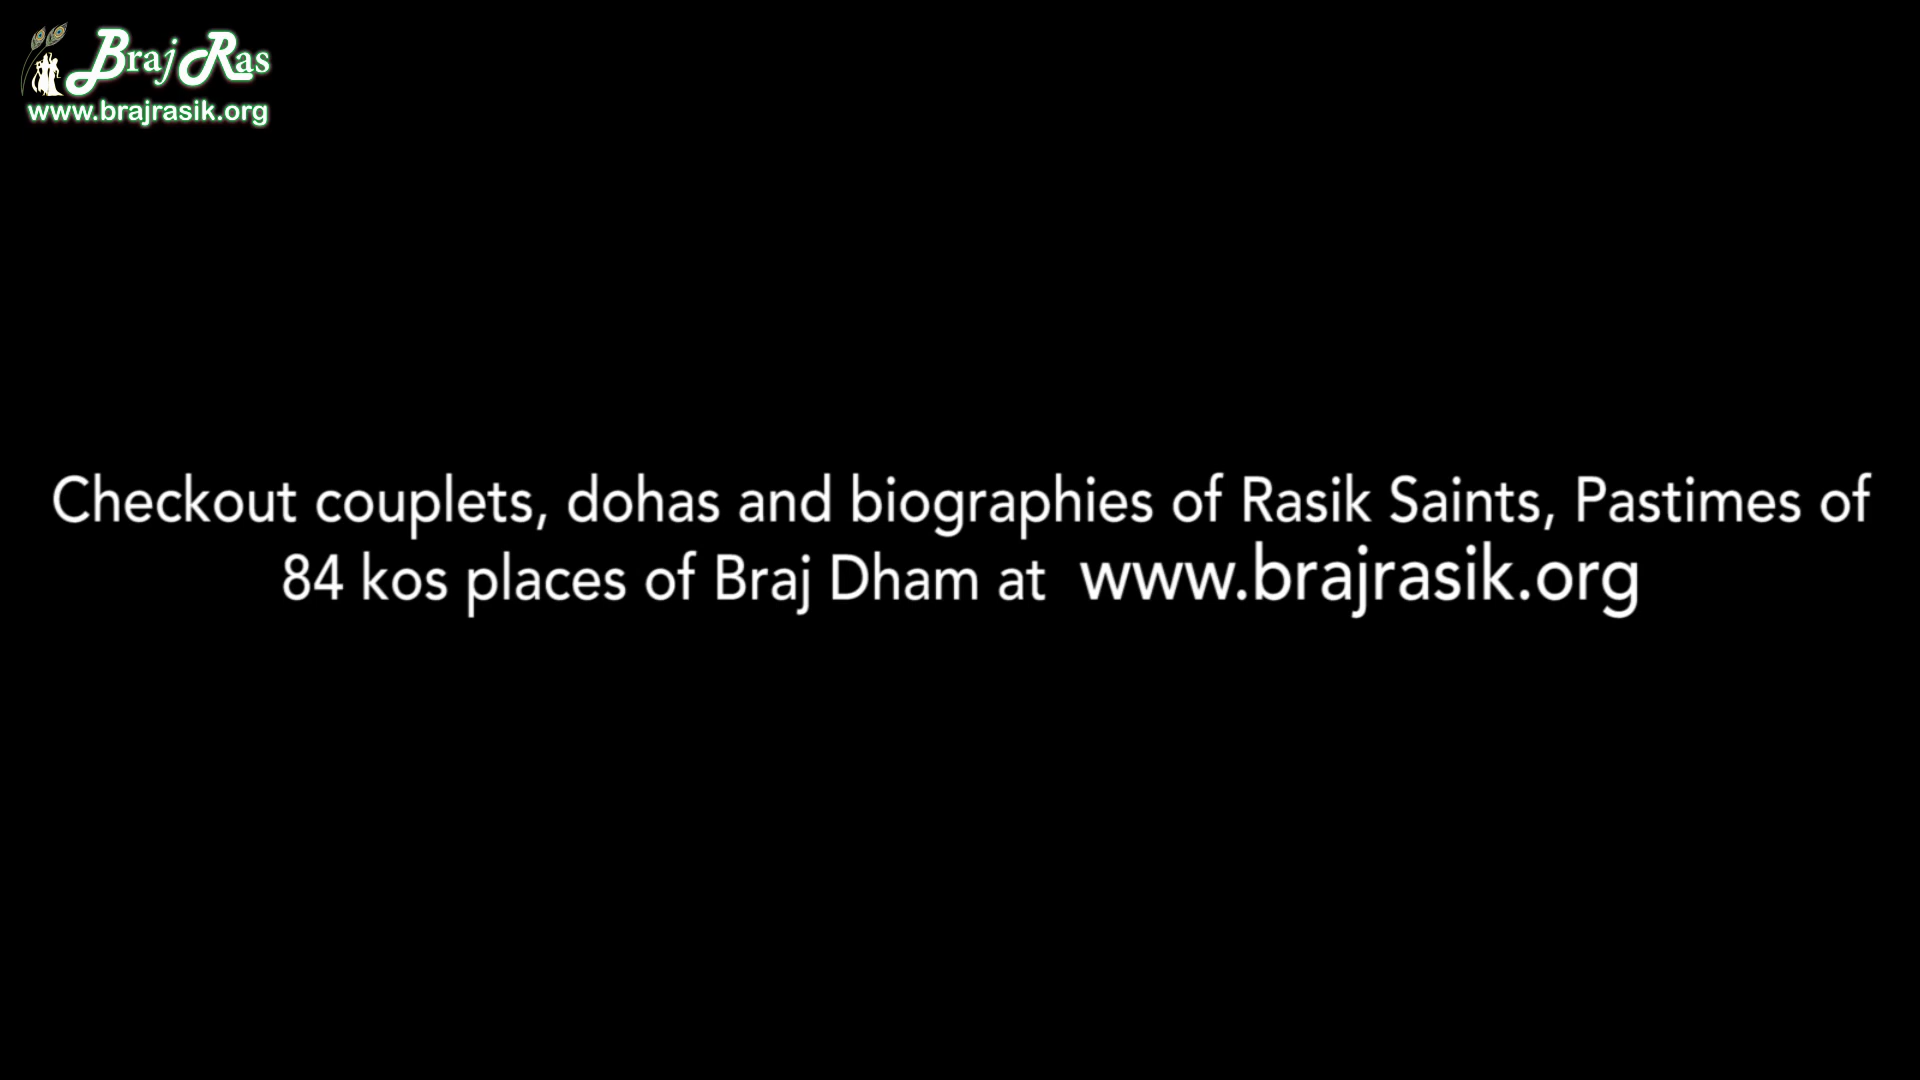 Braj Ras
www.brajrasik.org
Checkout couplets, dohas and biographies of Rasik Saints, Pastimes of
84 kos places of Braj Dham at www.brajrasik.org